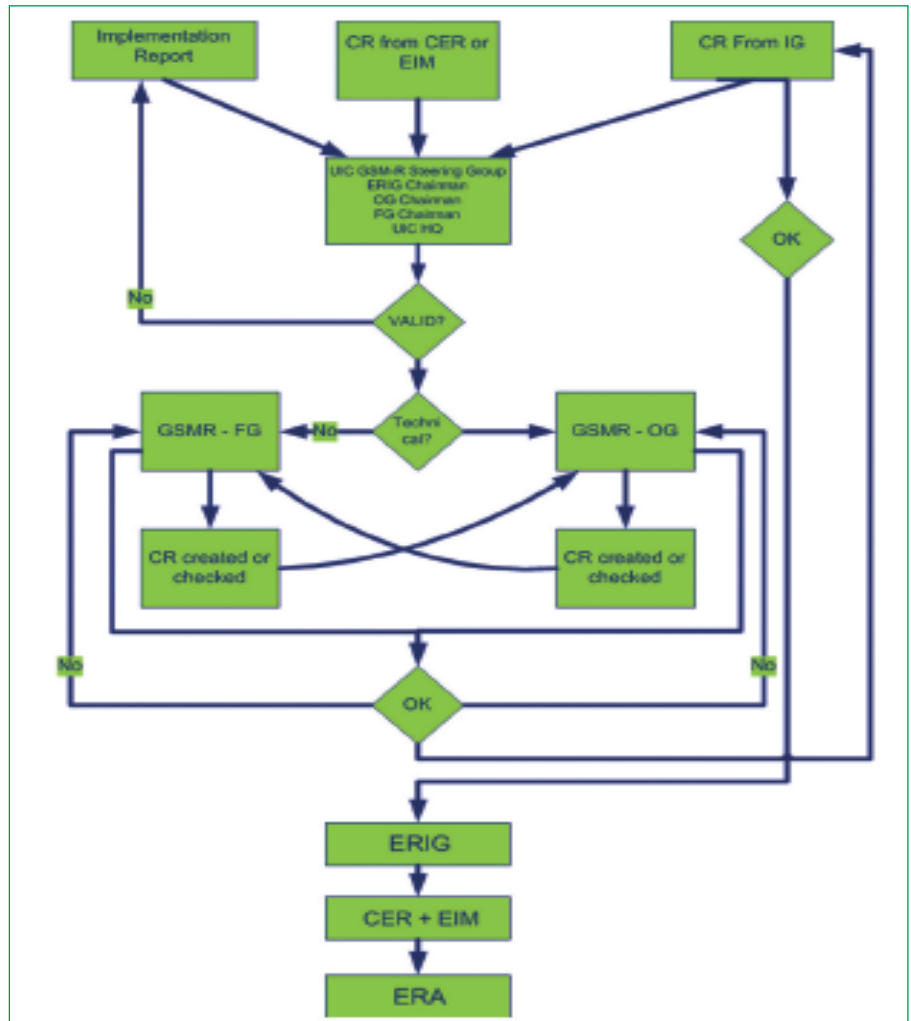 Implementation
Report
CR from CER or
EIM
CR From IG
UIC GSM-R Steering Group
ERIG Chairman
OG Chairman
FG Chairman
UIC HQ
OK
No
VALID?
GSMR - FG
No
Techni
cal?
GSMR - OG
CR created or
checked
CR created or
checked
No
OK
No
ERIG
CER + EIM
ERA